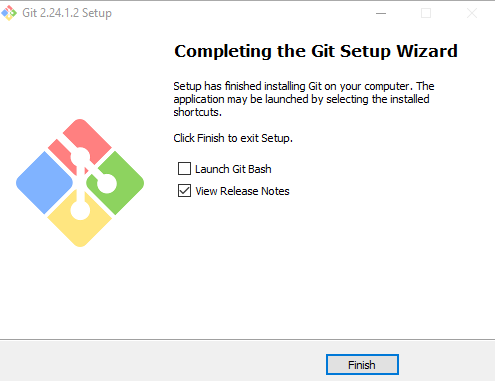 Git 2.24.1.2 Setup
Completing the Git Setup Wizard
Setup has finished installing Git on your computer. The
application may be launched by selecting the installed
shortcuts.
Click Finish to exit Setup.
Launch Git Bash
View Release Notes
Finish